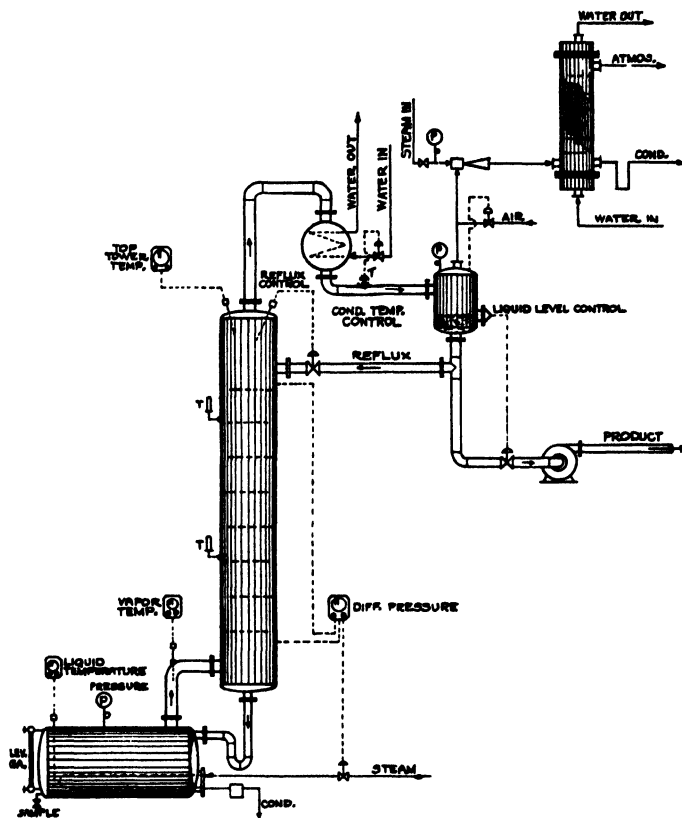 WATER OUT
ATMOS.
COND.
WATER IN
STEAM IN
P
WATER OUT
WATER IN
AIR
P
TOP
TOWER
TEMP.
REFLUX
CONTROL
T
COND. TEMP.
CONTROL
LIQUID LEVEL CONTROL
REFLUX
T
PRODUCT
T
VAPOR
TEMP.
DIFF. PRESSURE
LIQUID
TEMPERATURE
PRESSURE
P
LEV.
GA.
STEAM
SAMPLE
COND.